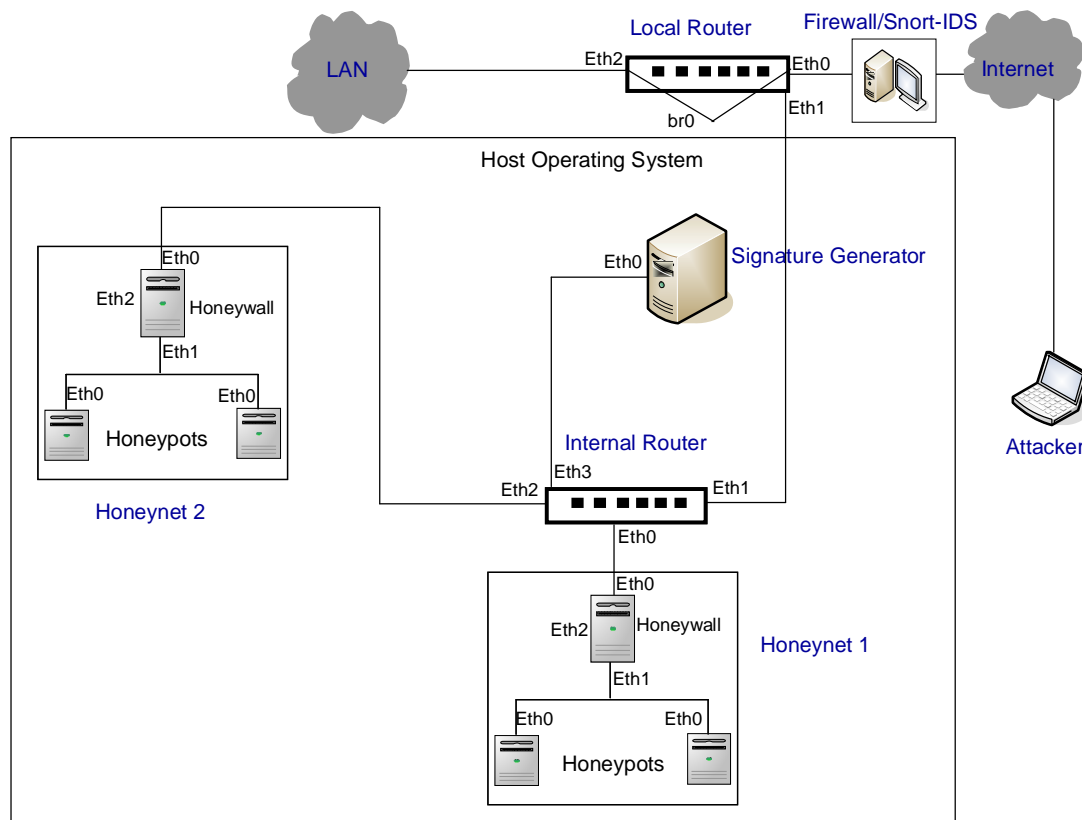 Firewall/Snort-IDS
Local Router
LAN
Eth2
Eth0
Internet
Eth1
br0
Host Operating System
Eth0
Signature Generator
Eth0
Eth2
Honeywall
Eth1
Eth0
Eth0
Honeypots
Internal Router
Attacker
Eth3
Eth2
Eth1
Honeynet 2
Eth0
Eth0
Eth2
Honeywall
Honeynet 1
Eth1
Eth0
Eth0
Honeypots